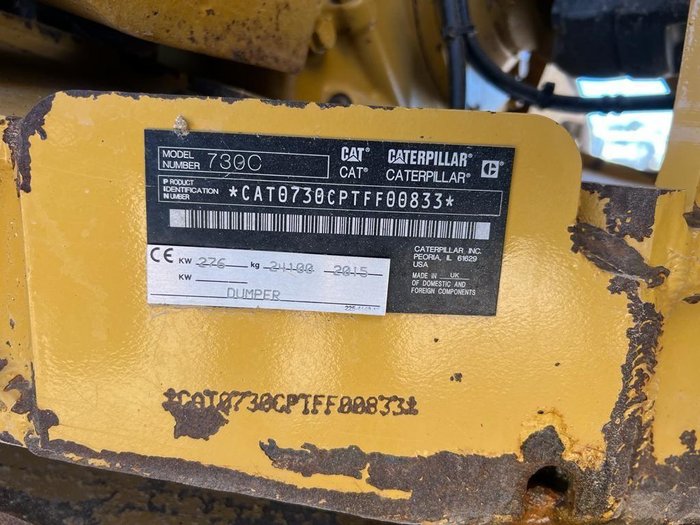 MODEL NUMBER 730C
CAT® CATERPILLAR®
CAT® CATERPILLAR®
PRODUCT IDENTIFICATION NUMBER *CAT0730CPTFF00833*
CE KW 276 kg 24100 2015
KW
DUMPER
CATERPILLAR INC.
PEORIA, IL 61629
USA
MADE IN UK
OF DOMESTIC AND
FOREIGN COMPONENTS
*CAT0730CPTFF00833*